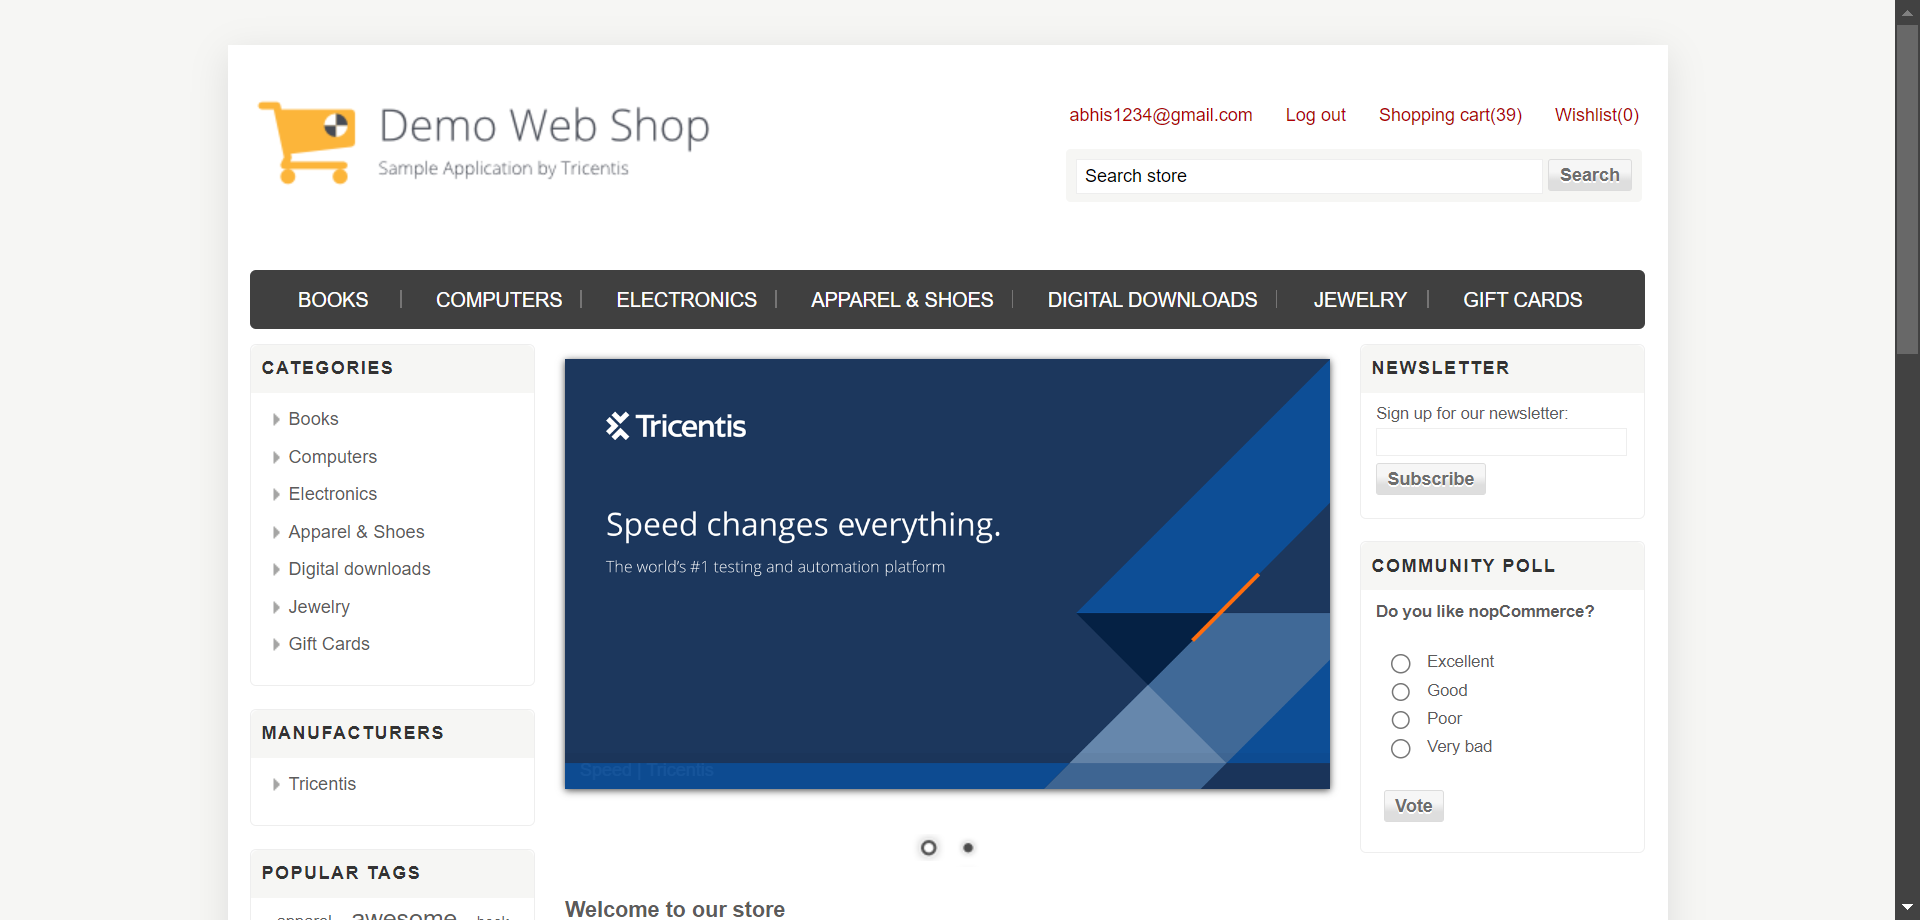 Demo Web Shop
Sample Application by Tricentis
abhis1234@gmail.com Log out Shopping cart(39) Wishlist(0)
Search store Search
BOOKS COMPUTERS ELECTRONICS APPAREL & SHOES DIGITAL DOWNLOADS JEWELRY GIFT CARDS
CATEGORIES
Books
Computers
Electronics
Apparel & Shoes
Digital downloads
Jewelry
Gift Cards
MANUFACTURERS
Tricentis
POPULAR TAGS
apparel awesome book
Tricentis
Speed changes everything.
The world's #1 testing and automation platform
Speed | Tricentis
Welcome to our store
NEWSLETTER
Sign up for our newsletter:
Subscribe
COMMUNITY POLL
Do you like nopCommerce?
Excellent
Good
Poor
Very bad
Vote